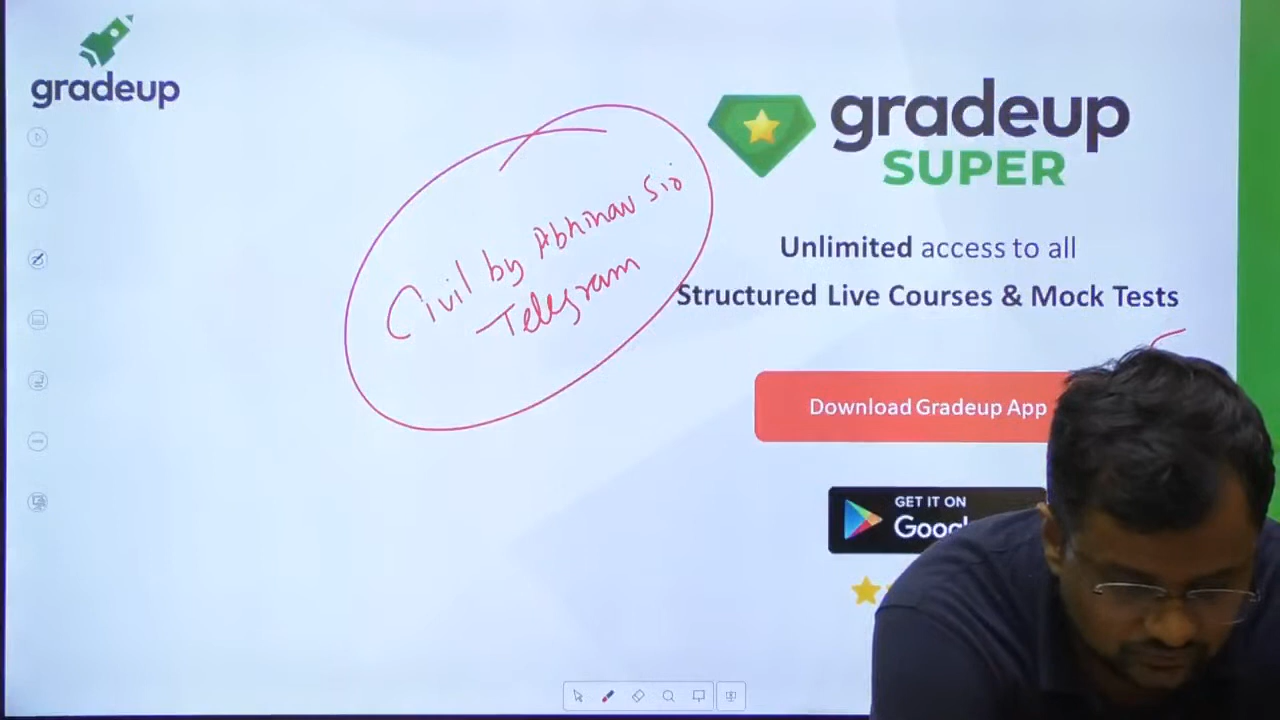 gradeup
gradeup
SUPER
Unlimited access to all
Structured Live Courses & Mock Tests
Civil by Abhinav Sir
Telegram
Download Gradeup App
GET IT ON